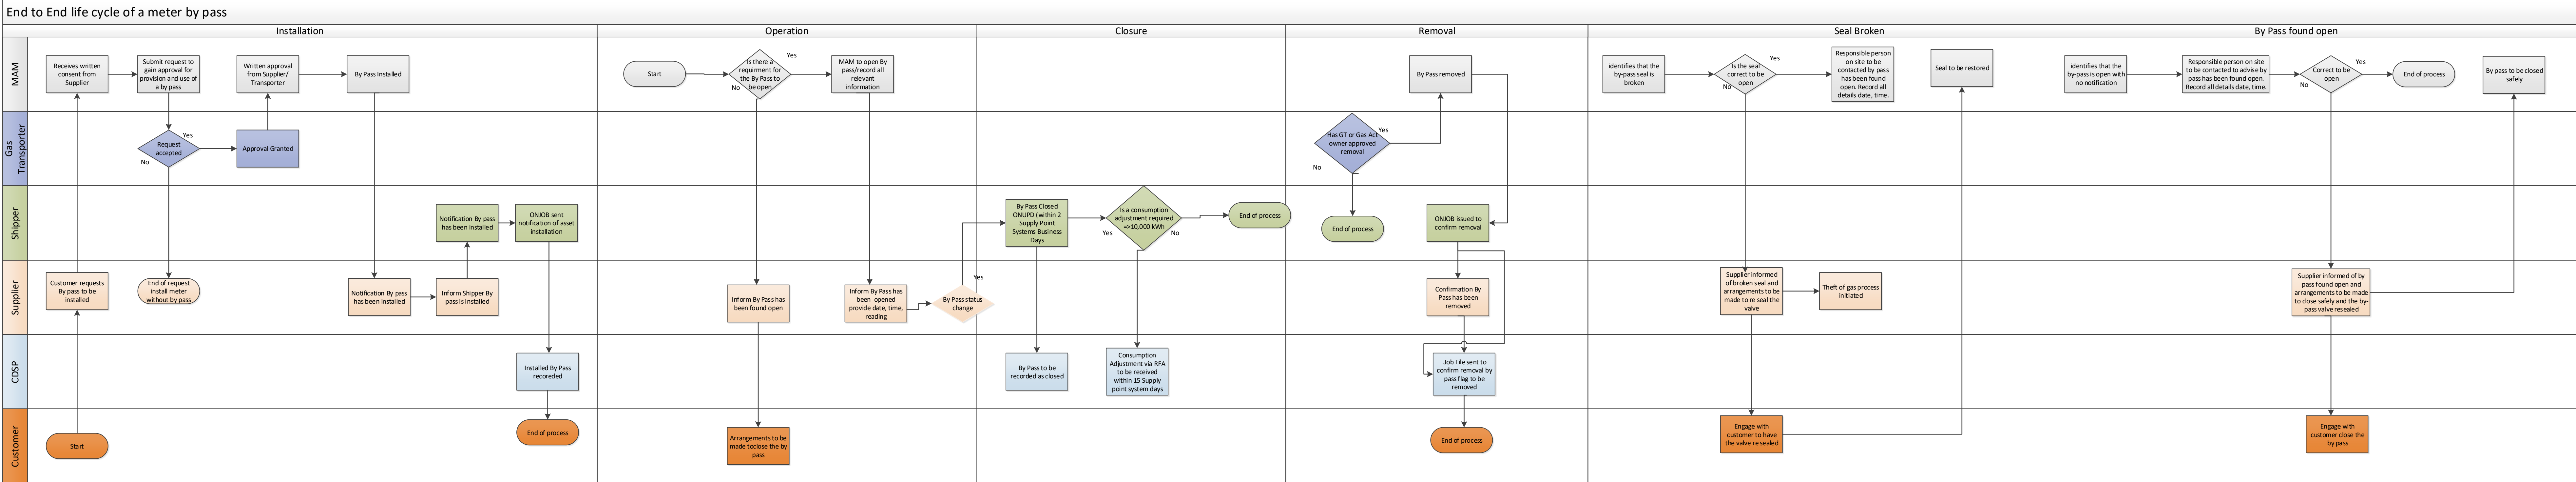 End to End life cycle of a meter by pass
Installation
Operation
Closure
Removal
Seal Broken
By Pass found open
MAM
Receives written
consent from
Supplier
Submit request to
gain approval for
provision and use of
a by pass
Written approval
from Supplier/
Transporter
By Pass Installed
Start
Is there a
requirment for
the By Pass to
be open
Yes
No
MAM to open By
pass/record all
relevant
information
By Pass removed
identifies that the
by-pass seal is
broken
Is the seal
correct to be
open
Yes
No
Responsible person
on site to be
contacted by pass
has been found
open. Record all
details date, time.
Seal to be restored
identifies that the
by-pass is open with
no notification
Responsible person on site
to be contacted to advise by
pass has been found open.
Record all details date, time.
Correct to be
open
Yes
No
End of process
By pass to be closed
safely
Gas
Transporter
Request
accepted
Yes
No
Approval Granted
Has GT or Gas Act
owner approved
removal
Yes
No
Shipper
Notification By pass
has been installed
ONJOB sent
notification of asset
installation
By Pass Closed
ONUPD (within 2
Supply Point
Systems Business
Days
Is a consumption
adjustment required
=>10,000 kWh
Yes
No
End of process
End of process
ONJOB issued to
confirm removal
Supplier
Customer requests
By pass to be
installed
End of request
install meter
without by pass
Notification By pass
has been installed
Inform Shipper By
pass is installed
Inform By Pass has
been found open
Inform By Pass has
been opened
provide date, time,
reading
By Pass status
change
Yes
Confirmation By
Pass has been
removed
Supplier informed
of broken seal and
arrangements to be
made to re seal the
valve
Theft of gas process
initiated
Supplier informed of by
pass found open and
arrangements to be made
to close safely and the by-
pass valve resealed
CDSP
Installed By Pass
recoreded
By Pass to be
recorded as closed
Consumption
Adjustment via RFA
to be received
within 15 Supply
point system days
Job File sent to
confirm removal by
pass flag to be
removed
Customer
Start
End of process
Arrangements to be
made toclose the by
pass
End of process
Engage with
customer to have
the valve re sealed
Engage with
customer close the
by pass